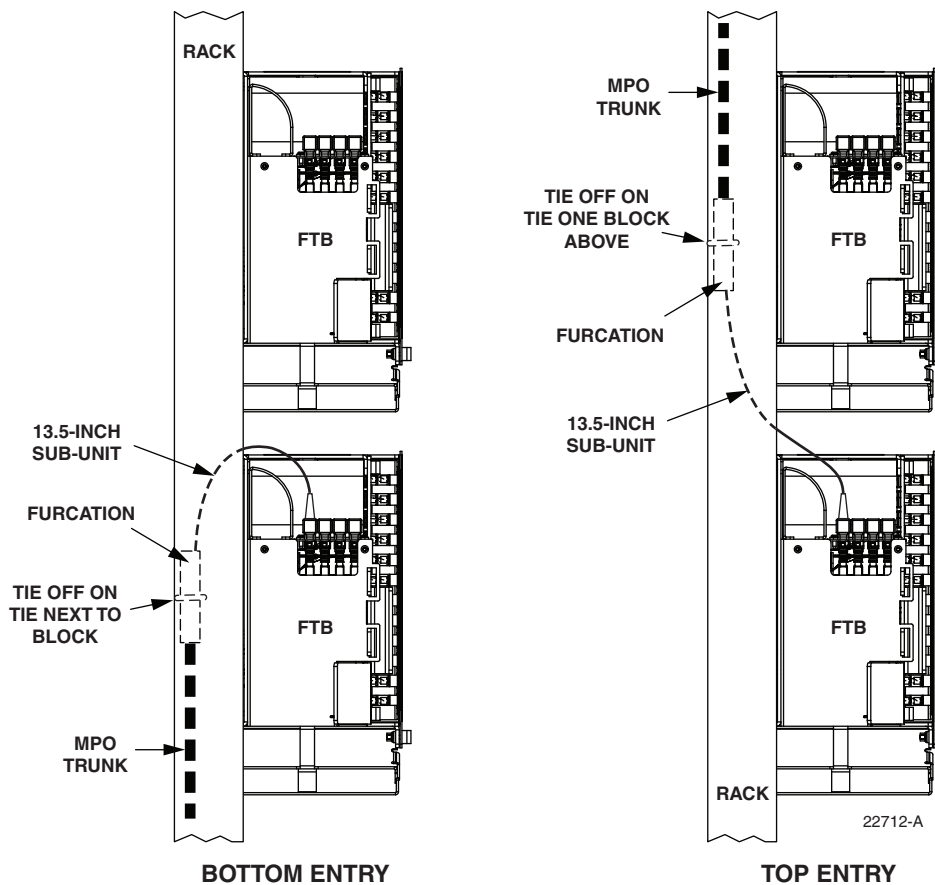 RACK
FTB
13.5-INCH
SUB-UNIT
FURCATION
TIE OFF ON
TIE NEXT TO
BLOCK
FTB
MPO
TRUNK
BOTTOM ENTRY
MPO
TRUNK
TIE OFF ON
TIE ONE BLOCK
ABOVE
FTB
FURCATION
13.5-INCH
SUB-UNIT
FTB
RACK
22712-A
TOP ENTRY